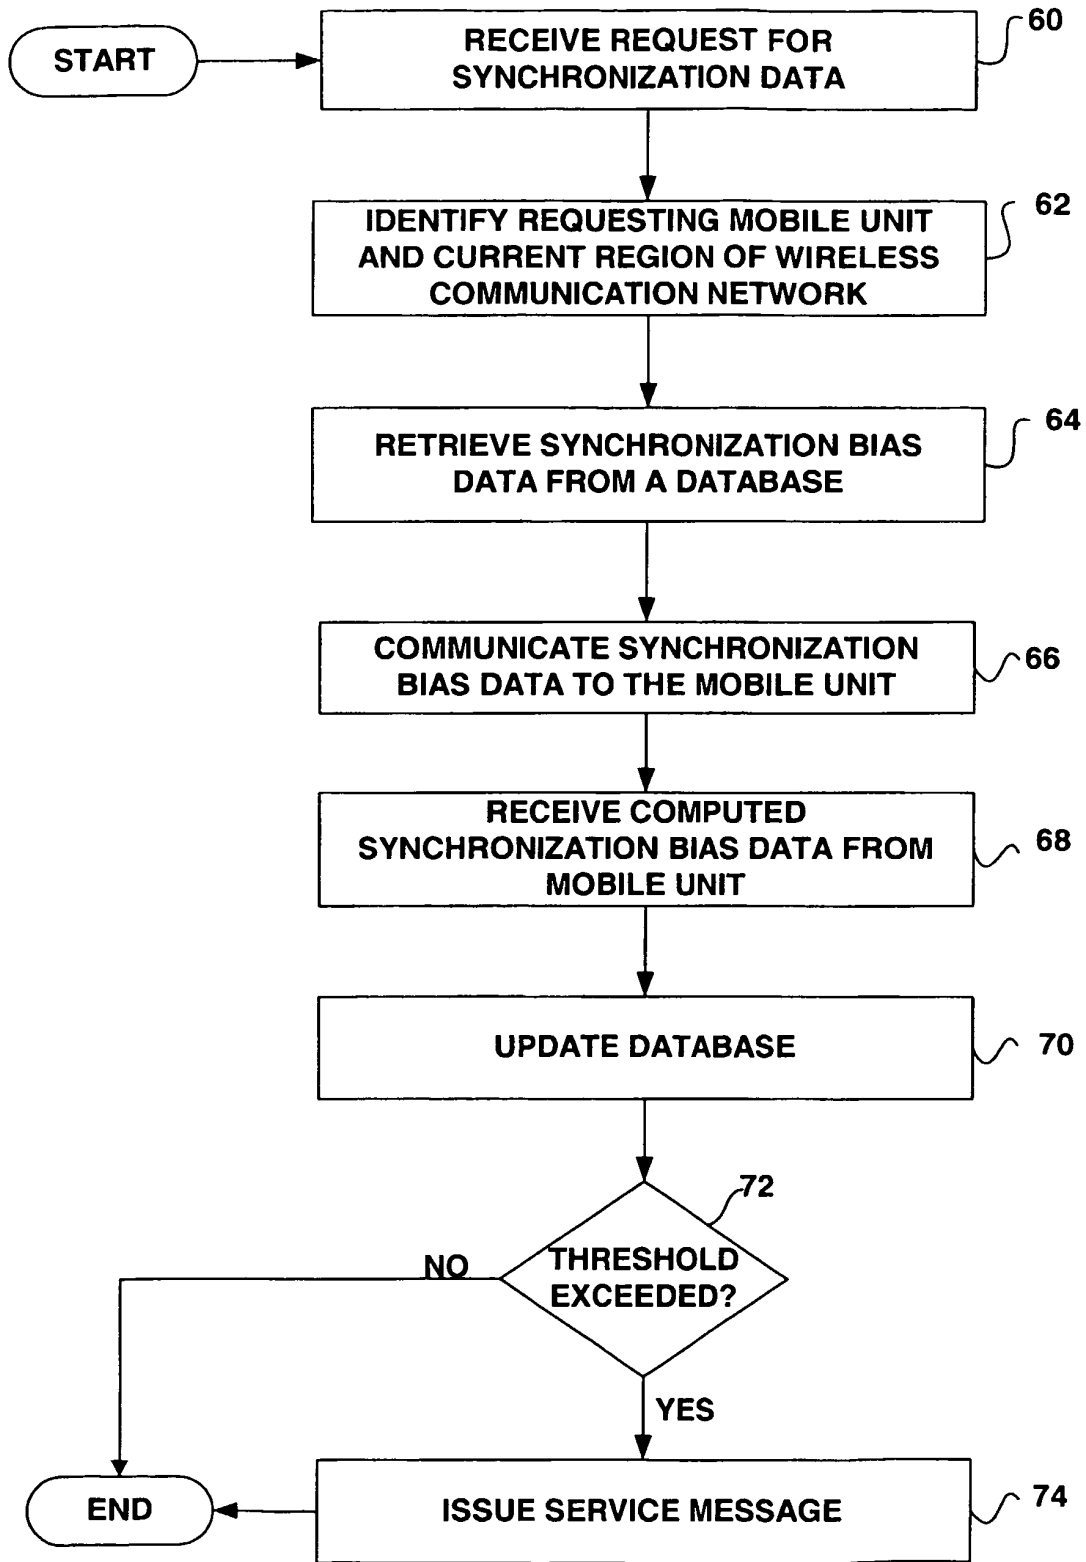 START
RECEIVE REQUEST FOR
SYNCHRONIZATION DATA
60
IDENTIFY REQUESTING MOBILE UNIT
AND CURRENT REGION OF WIRELESS
COMMUNICATION NETWORK
62
RETRIEVE SYNCHRONIZATION BIAS
DATA FROM A DATABASE
64
COMMUNICATE SYNCHRONIZATION
BIAS DATA TO THE MOBILE UNIT
66
RECEIVE COMPUTED
SYNCHRONIZATION BIAS DATA FROM
MOBILE UNIT
68
UPDATE DATABASE
70
72
THRESHOLD
EXCEEDED?
NO
YES
ISSUE SERVICE MESSAGE
74
END